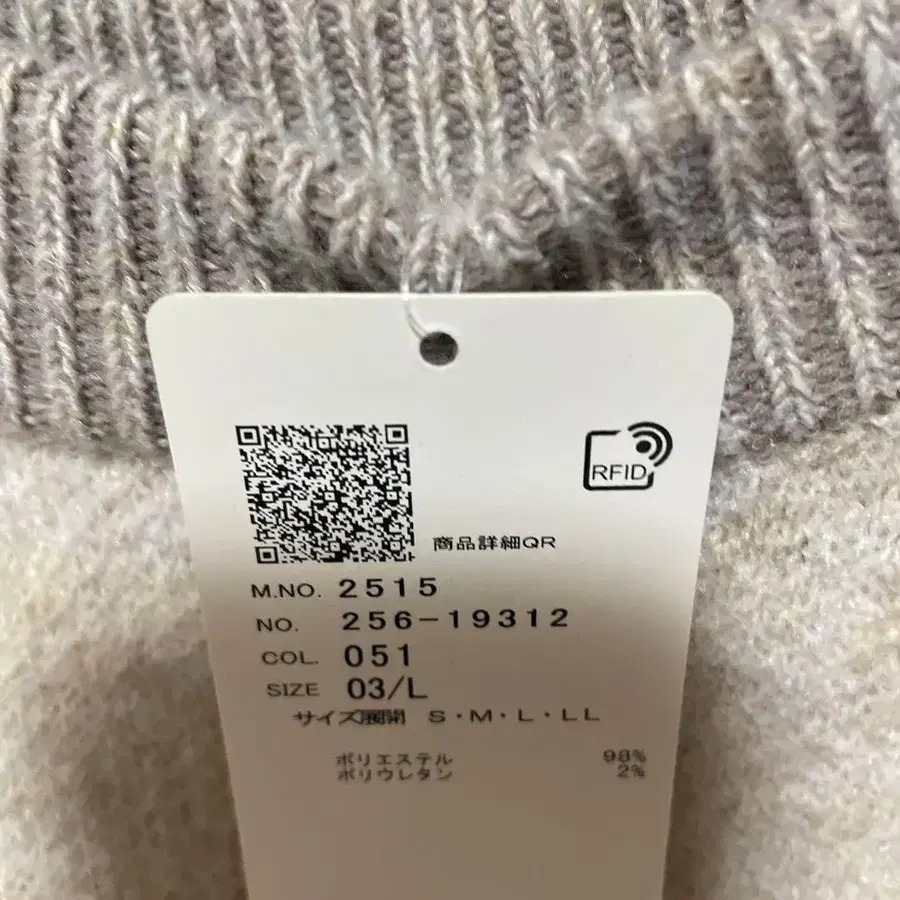 RFID
商品詳細QR
M.NO. 2515
NO. 256-19312
COL. 051
SIZE 03/L
サイズ展開 S・M・L・LL
ポリエステル 98%
ポリウレタン 2%